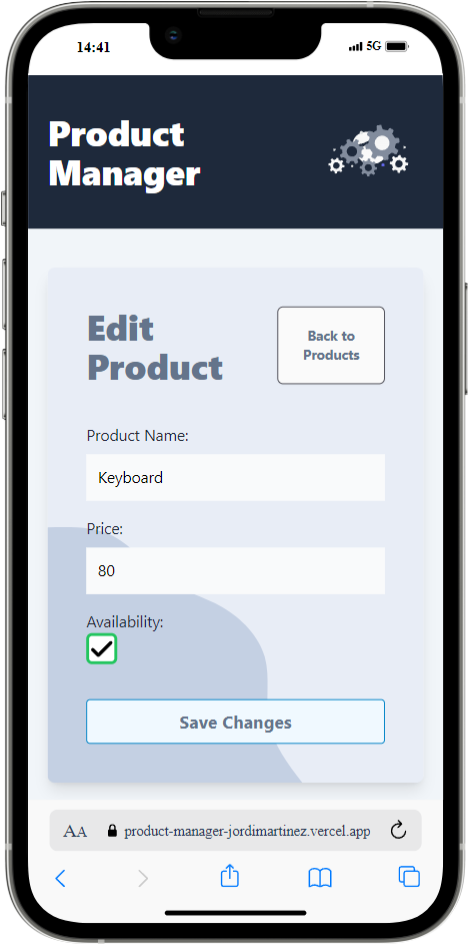 14:41
5G
Product
Manager
Edit
Product
Back to
Products
Product Name:
Keyboard
Price:
80
Availability:
Save Changes
AA
product-manager-jordimartinez.vercel.app